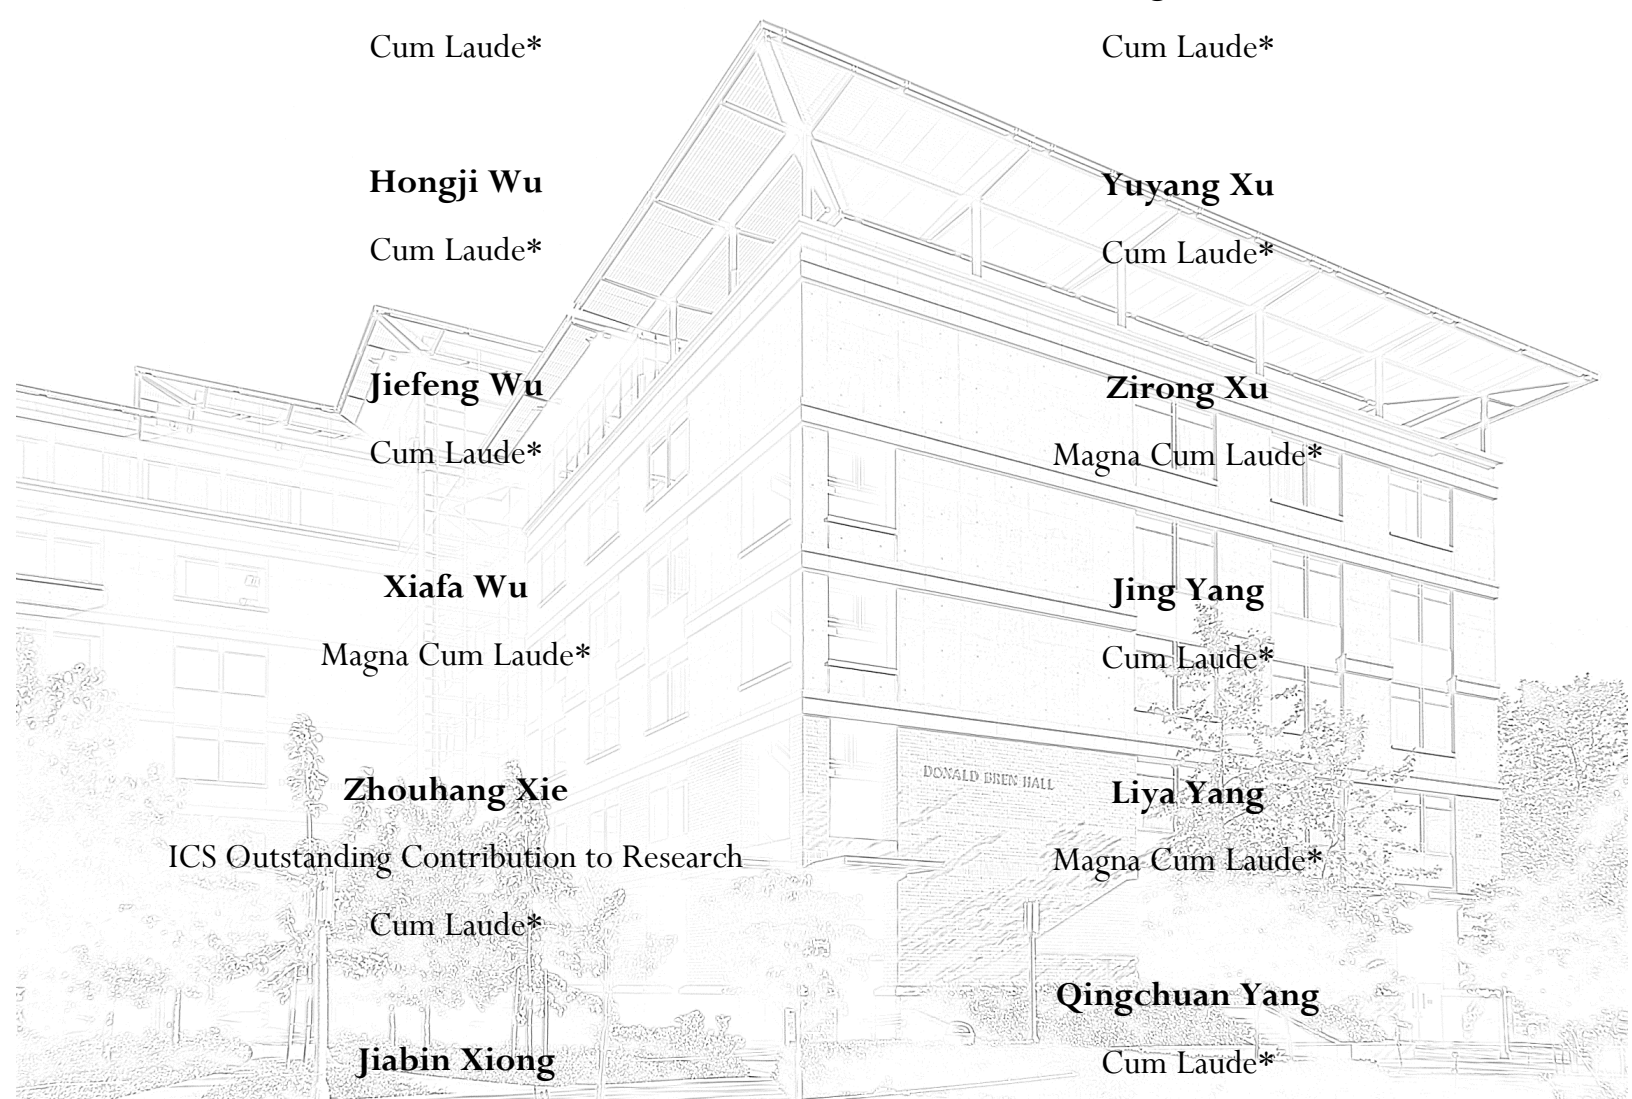 Cum Laude*
Hongji Wu
Cum Laude*
Jiefeng Wu
Cum Laude*
Xiafa Wu
Magna Cum Laude*
Zhouhang Xie
ICS Outstanding Contribution to Research
Cum Laude*
Jiabin Xiong
Cum Laude*
Yuyang Xu
Cum Laude*
Zirong Xu
Magna Cum Laude*
Jing Yang
Cum Laude*
DONALD BREN HALL
Liya Yang
Magna Cum Laude*
Qingchuan Yang
Cum Laude*